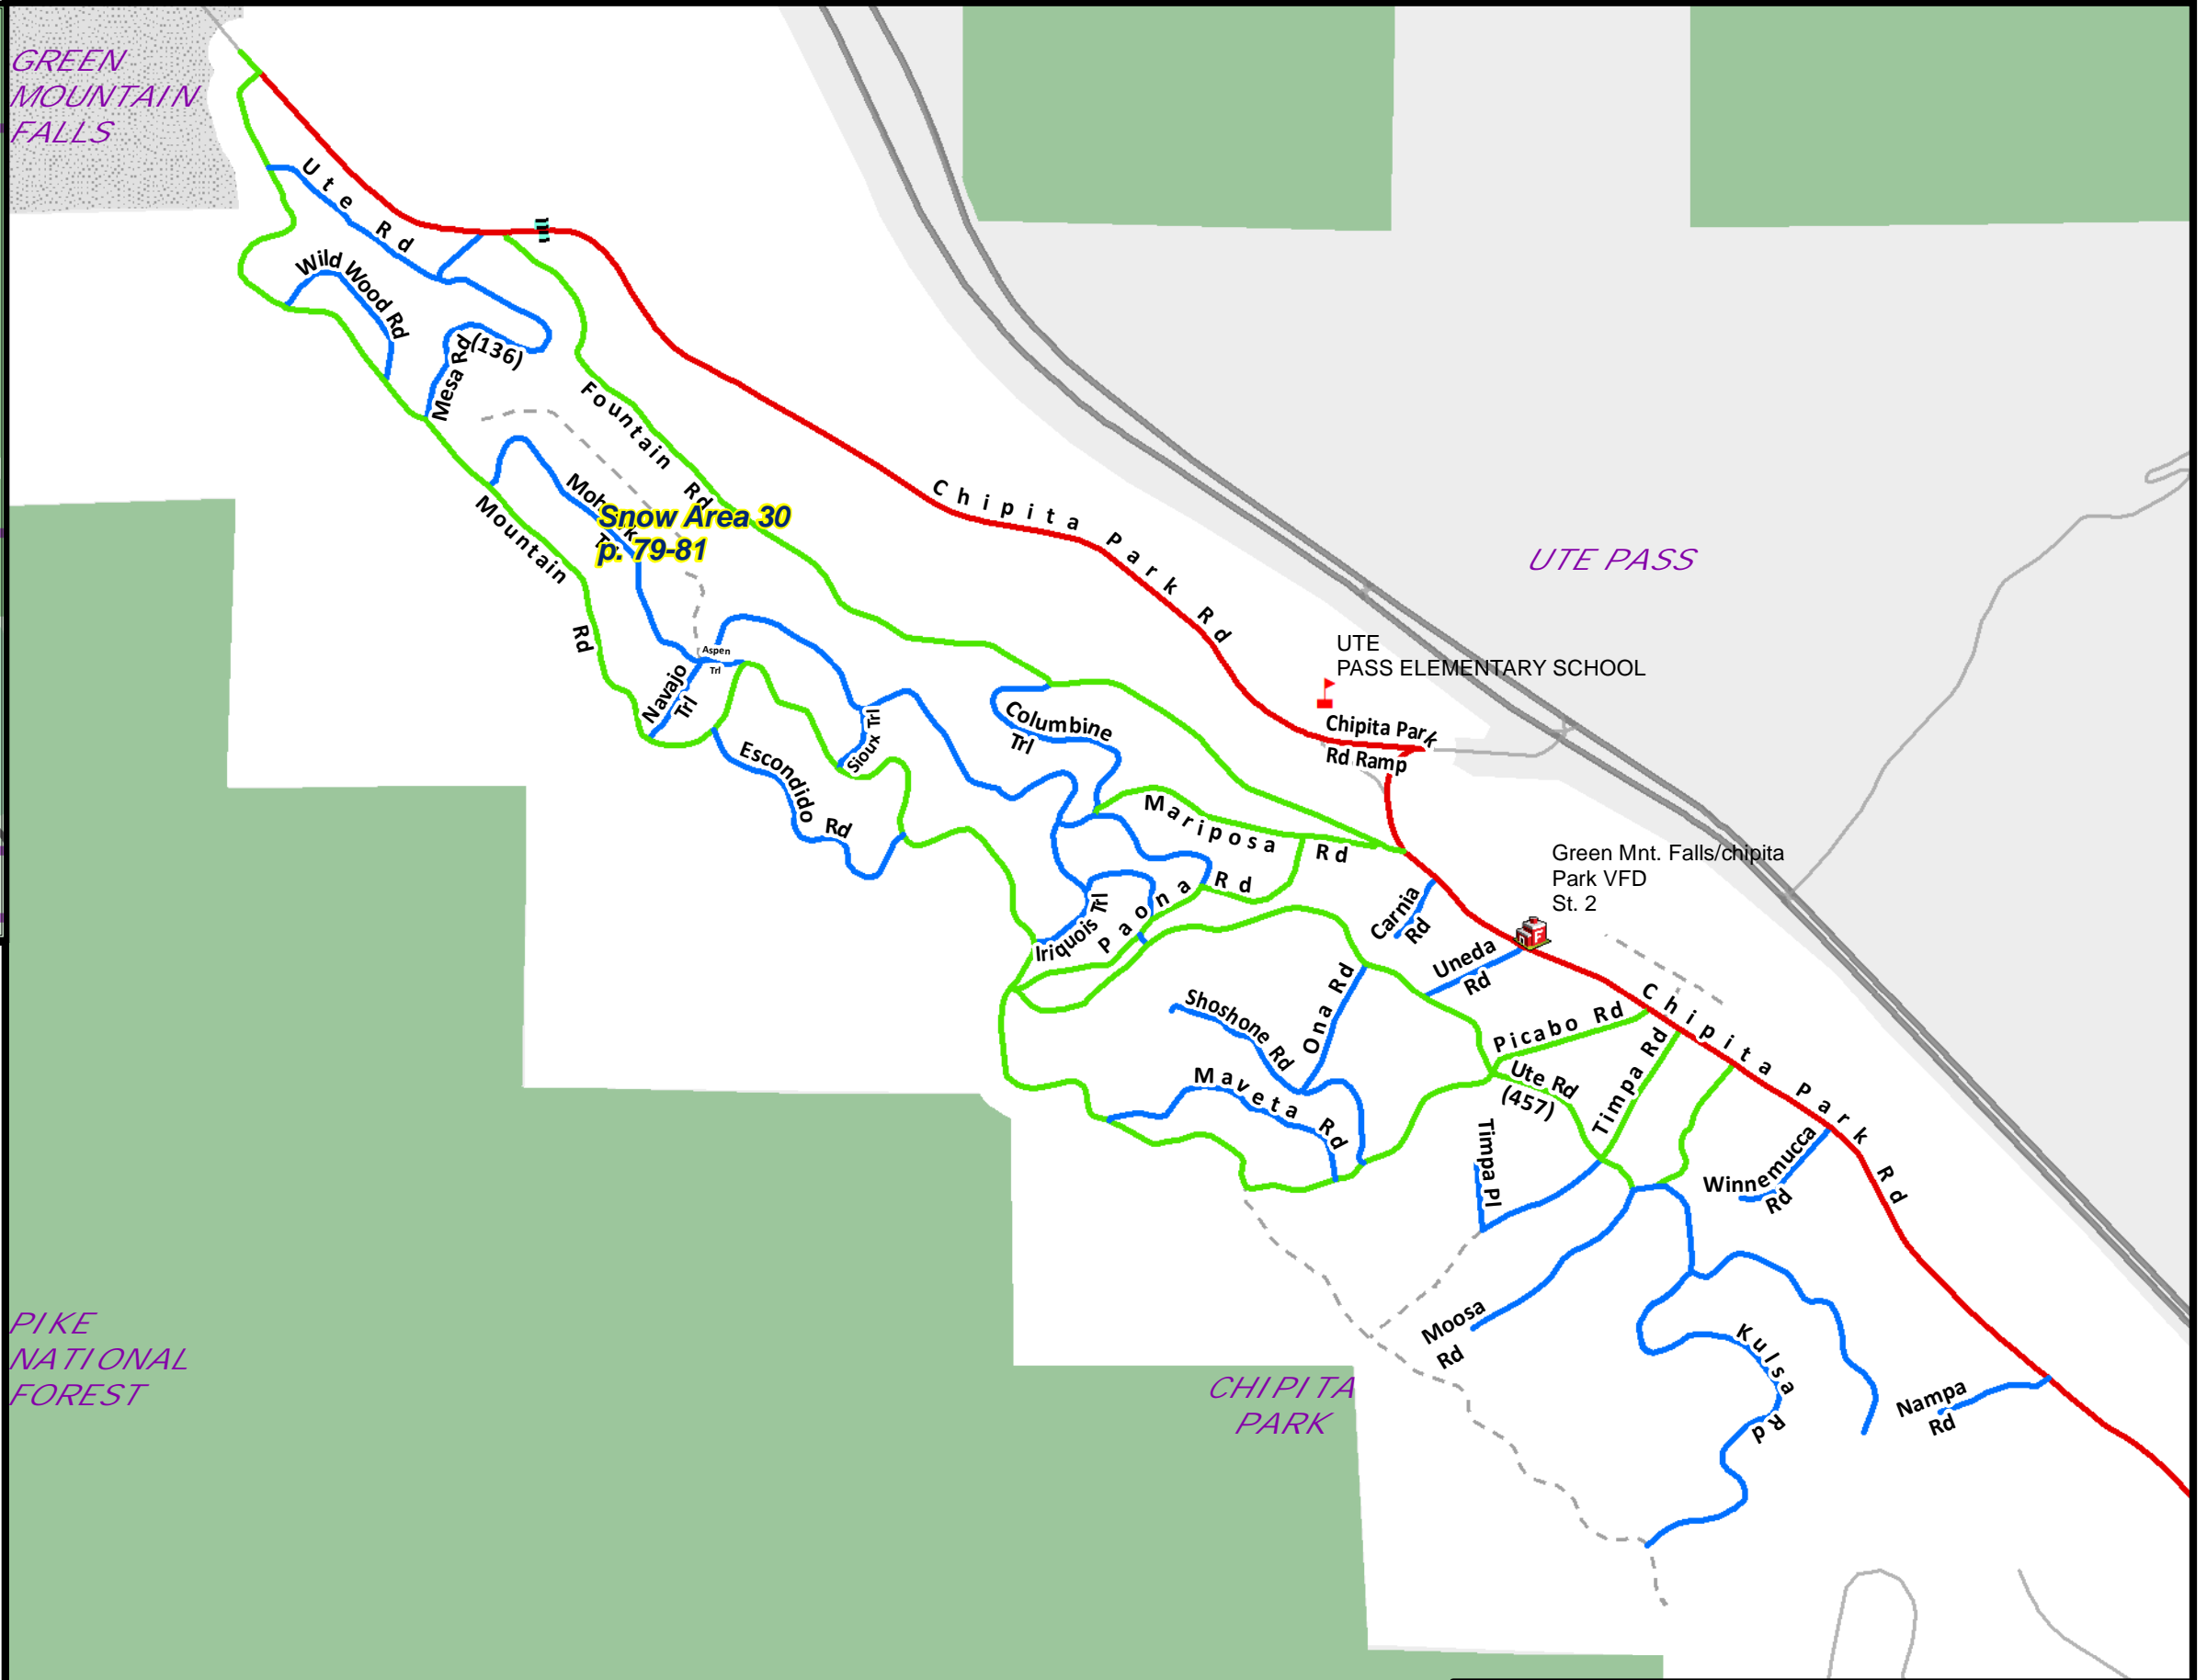 GREEN
MOUNTAIN
FALLS
Ute Rd
Wild Wood Rd
(136)
Mesa Rd
Fountain Rd
Chipita Park Rd
Mohawk
Trl
Snow Area 30
p. 79-81
Mountain Rd
UTE PASS
UTE
PASS ELEMENTARY SCHOOL
Aspen
Trl
Navajo
Trl
Sioux Trl
Columbine
Trl
Chipita Park
Rd Ramp
Escondido Rd
Mariposa Rd
Green Mnt. Falls/chipita
Park VFD
St. 2
Paona Rd
Iriquois Trl
Carnia
Rd
Uneda
Rd
Shoshone Rd
Ona Rd
Picabo Rd
Chipita Park Rd
Maveta Rd
Ute Rd
(457)
Timpa Rd
Timpa Pl
Winnemucca
Rd
Moosa
Rd
Kulsa Rd
Nampa
Rd
PIKE
NATIONAL
FOREST
CHIPITA
PARK